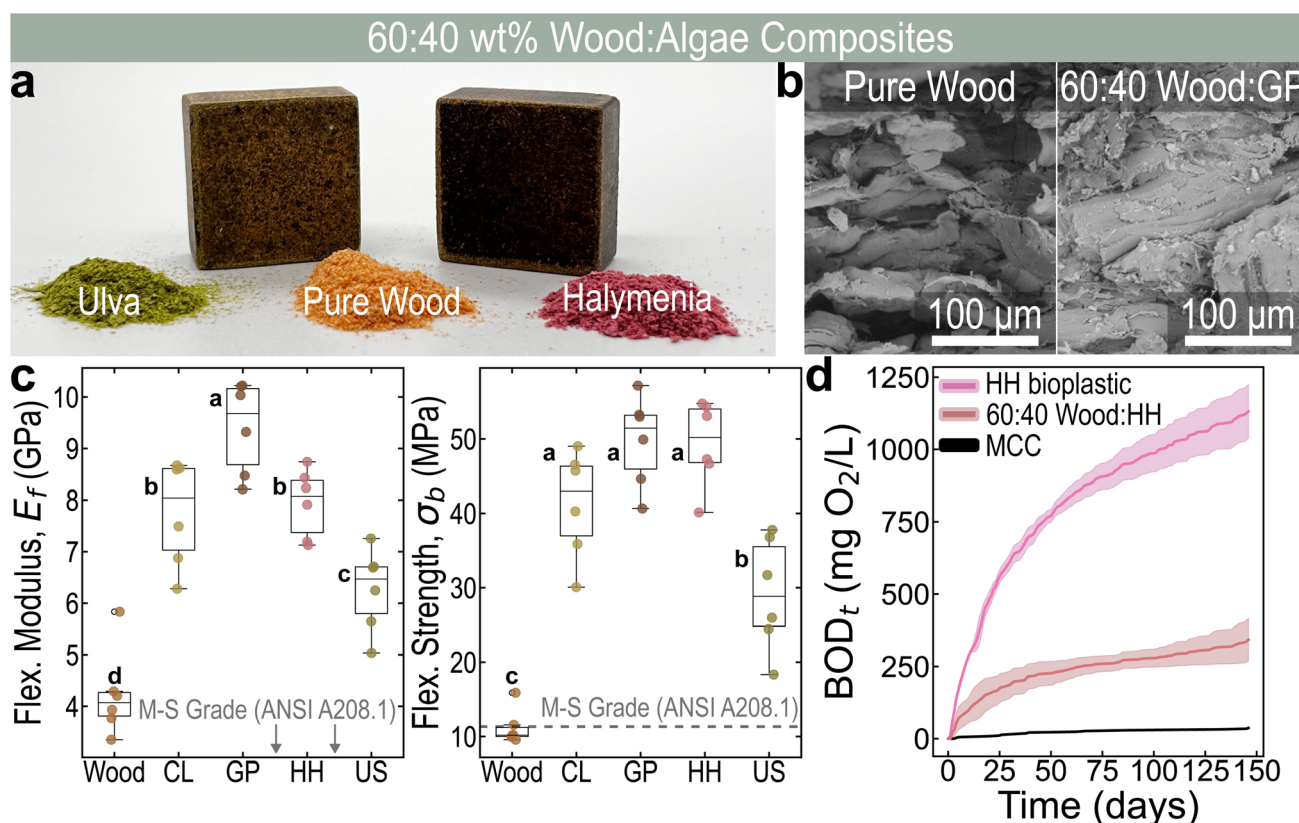 60:40 wt% Wood:Algae Composites
a
Ulva
Pure Wood
Halymenia
b
Pure Wood
60:40 Wood:GP
100 µm
100 µm
c
Flex. Modulus, E_f (GPa)
10
9
8
7
6
5
4
d
b
a
b
c
M-S Grade (ANSI A208.1)
Wood CL GP HH US
Flex. Strength, σ_b (MPa)
50
40
30
20
10
c
a
a
a
b
M-S Grade (ANSI A208.1)
Wood CL GP HH US
d
BOD_t (mg O₂/L)
1250
1000
750
500
250
0
HH bioplastic
60:40 Wood:HH
MCC
0 25 50 75 100 125 150
Time (days)